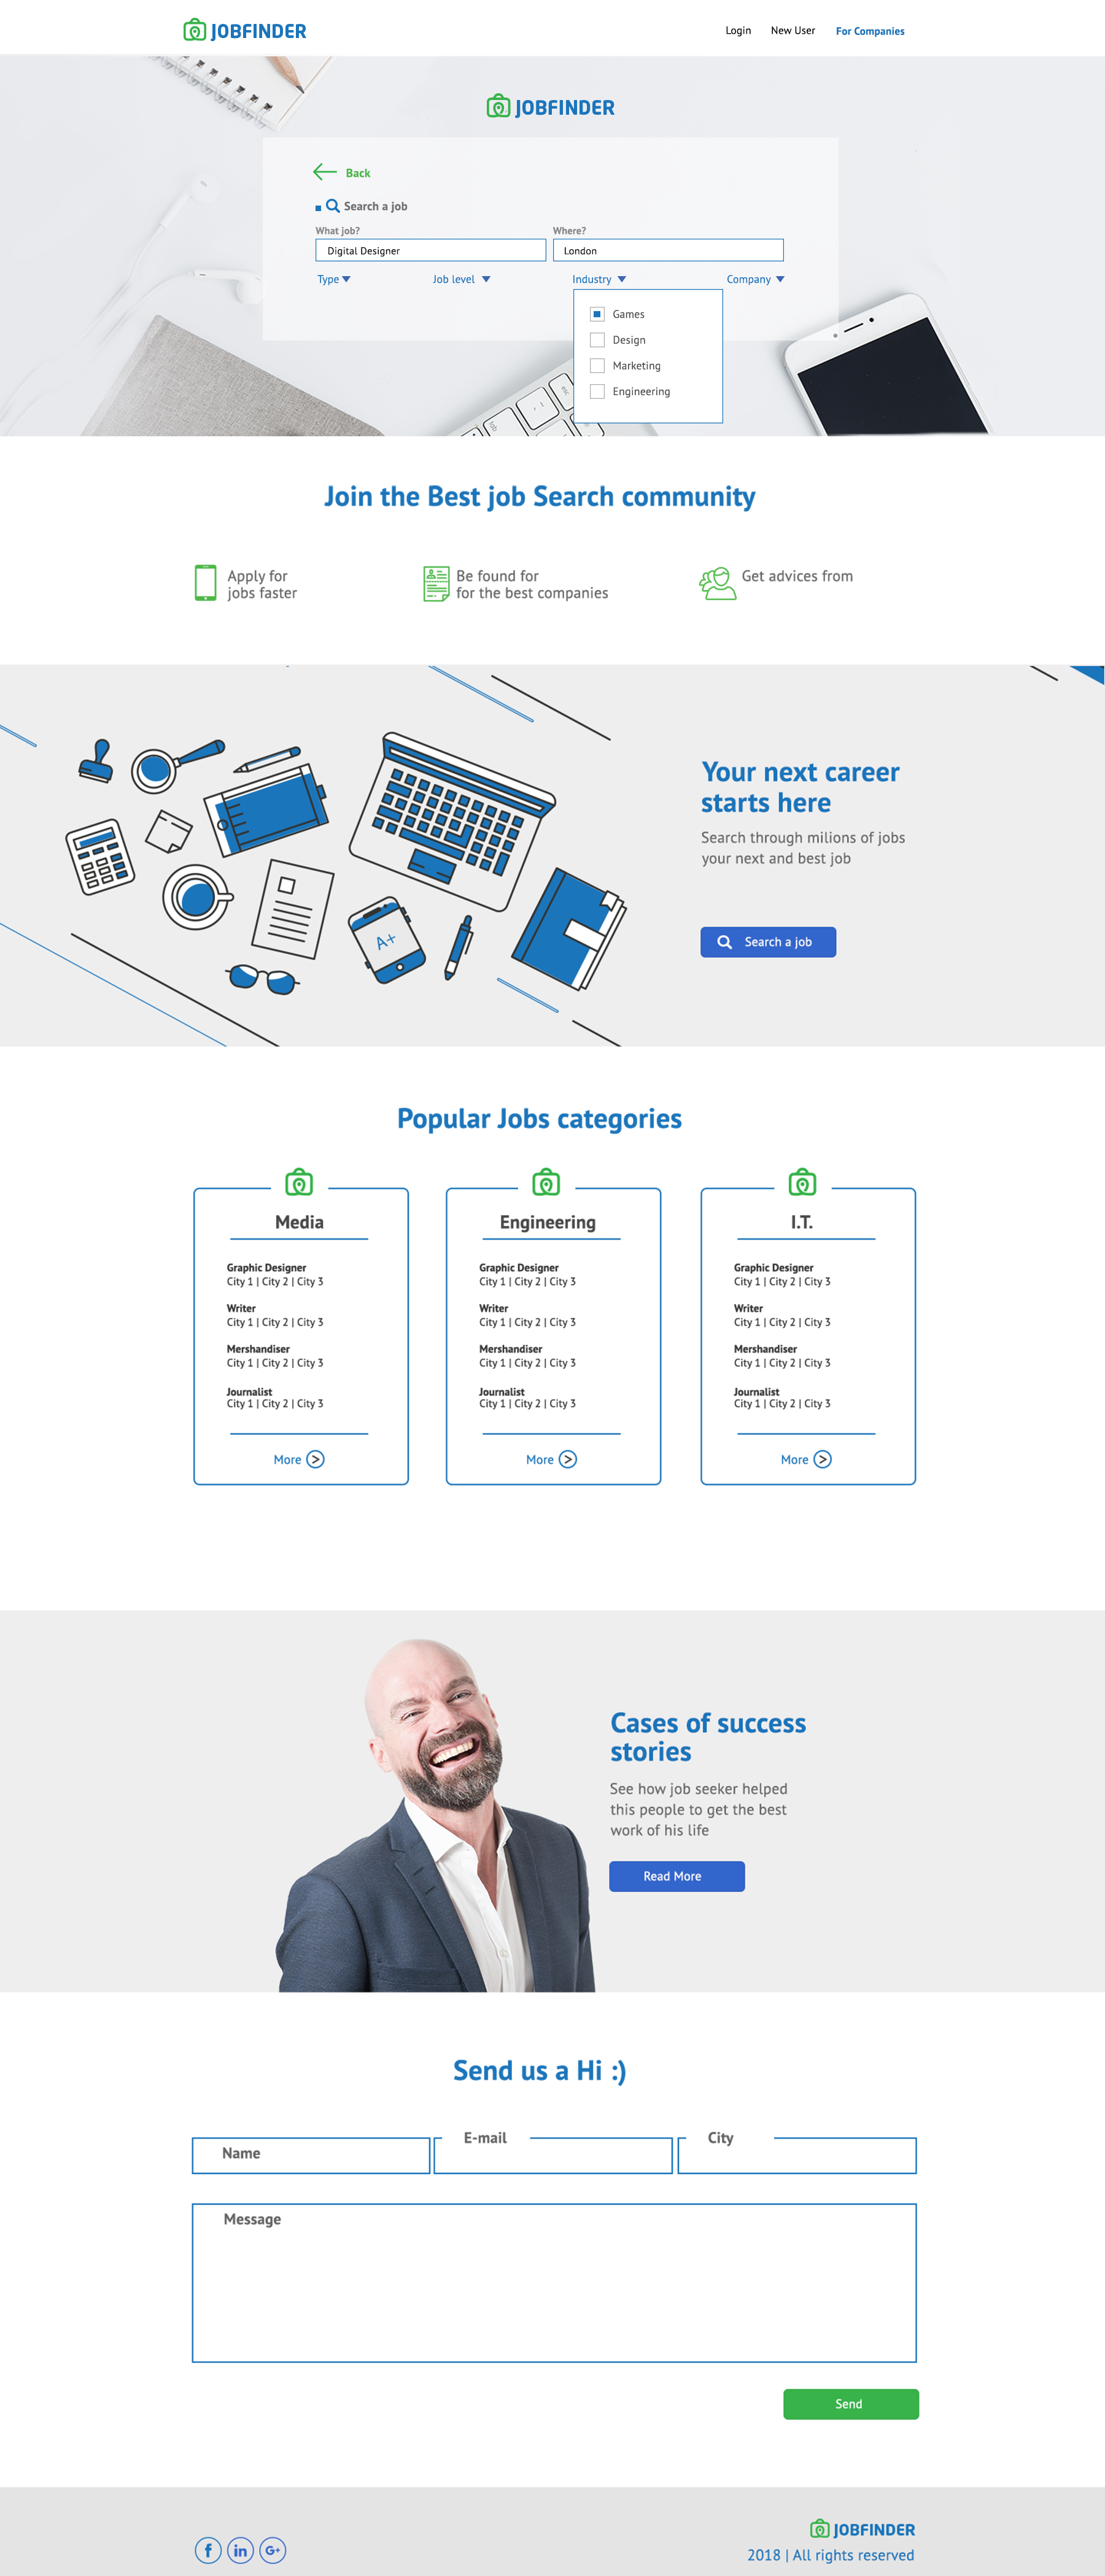 JOBFINDER
Login New User For Companies
JOBFINDER
Back
Search a job
What job? Where?
Digital Designer London
Type Job level Industry Company
Games
Design
Marketing
Engineering
esc
tab
Join the Best job Search community
Apply for
jobs faster
Be found for
for the best companies
Get advices from
A+
Your next career
starts here
Search through milions of jobs
your next and best job
Search a job
Popular Jobs categories
Media
Graphic Designer
City 1 | City 2 | City 3
Writer
City 1 | City 2 | City 3
Mershandiser
City 1 | City 2 | City 3
Journalist
City 1 | City 2 | City 3
More >
Engineering
Graphic Designer
City 1 | City 2 | City 3
Writer
City 1 | City 2 | City 3
Mershandiser
City 1 | City 2 | City 3
Journalist
City 1 | City 2 | City 3
More >
I.T.
Graphic Designer
City 1 | City 2 | City 3
Writer
City 1 | City 2 | City 3
Mershandiser
City 1 | City 2 | City 3
Journalist
City 1 | City 2 | City 3
More >
Cases of success
stories
See how job seeker helped
this people to get the best
work of his life
Read More
Send us a Hi :)
Name E-mail City
Message
Send
f in G+
JOBFINDER
2018 | All rights reserved